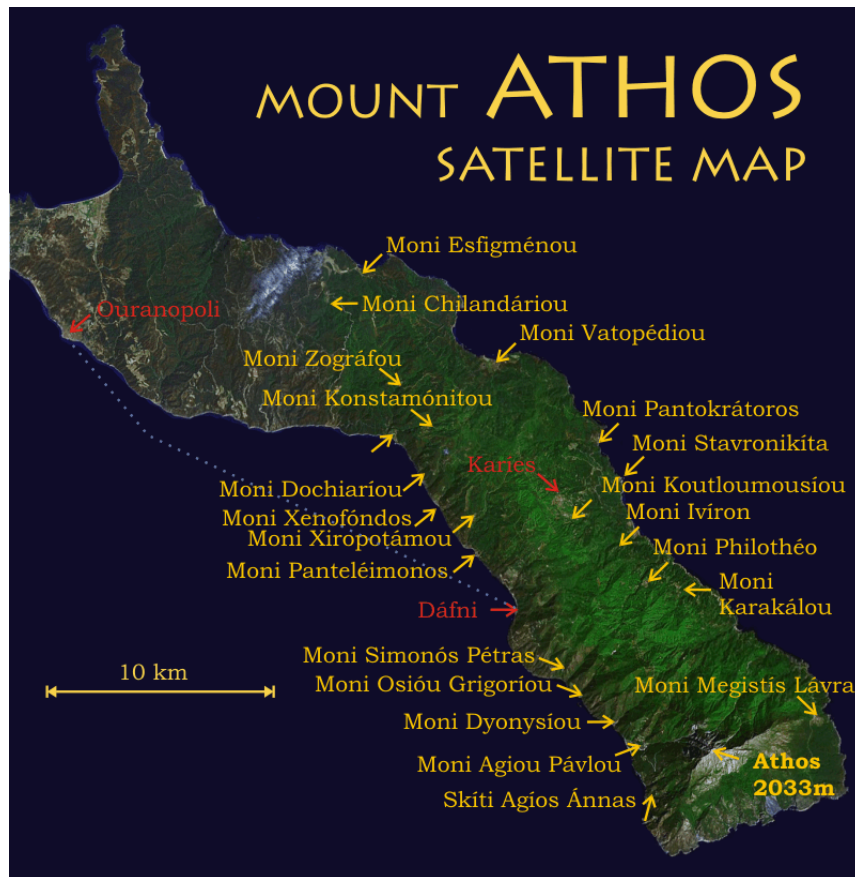 MOUNT ATHOS
SATELLITE MAP
Moni Esfigménou
Moni Chilandáriou
Ouranopoli
Moni Vatopédiou
Moni Zográfou
Moni Konstamónitou
Moni Pantokrátoros
Moni Stavronikíta
Karies
Moni Koutloumousíou
Moni Dochiaríou
Moni Ivíron
Moni Xenofóndos
Moni Xiropotámou
Moni Philothéo
Moni Panteléimonos
Moni
Karakálou
Dáfni
Moni Simonós Pétras
10 km
Moni Osióu Grigoríou
Moni Megistis Lávra
Moni Dyonysíou
Moni Agiou Pávlou
Athos
2033m
Skíti Agíos Ánnas